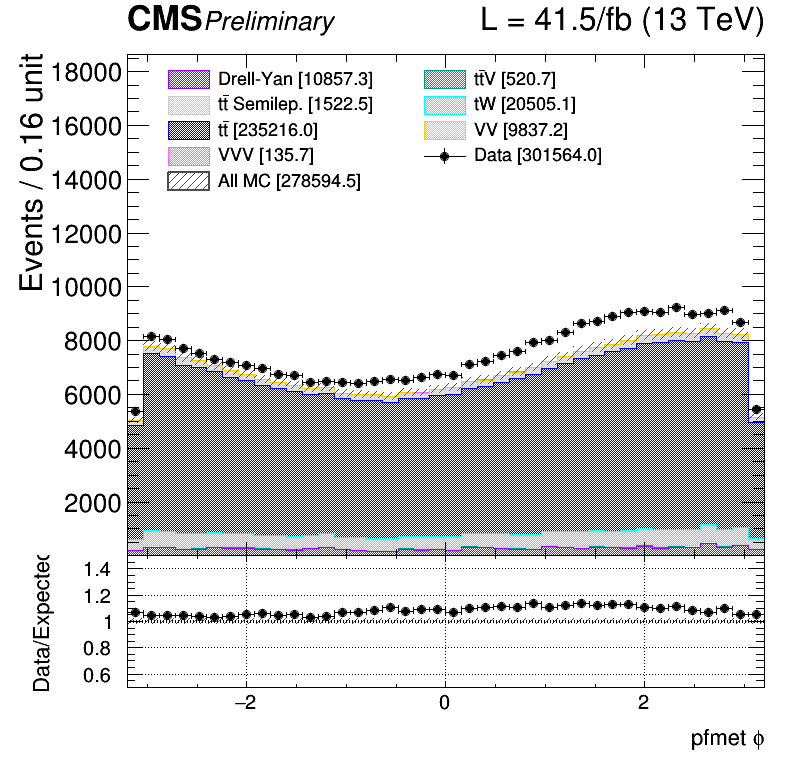 CMS Preliminary L = 41.5/fb (13 TeV)
Events / 0.16 unit
18000
16000
14000
12000
10000
8000
6000
4000
2000
Drell-Yan [10857.3]
tt̄ Semilep. [1522.5]
tt̄ [235216.0]
VVV [135.7]
All MC [278594.5]
tt̄V [520.7]
tW [20505.1]
VV [9837.2]
Data [301564.0]
Data/Expected
1.4
1.2
1
0.8
0.6
−2 0 2
pfmet ϕ